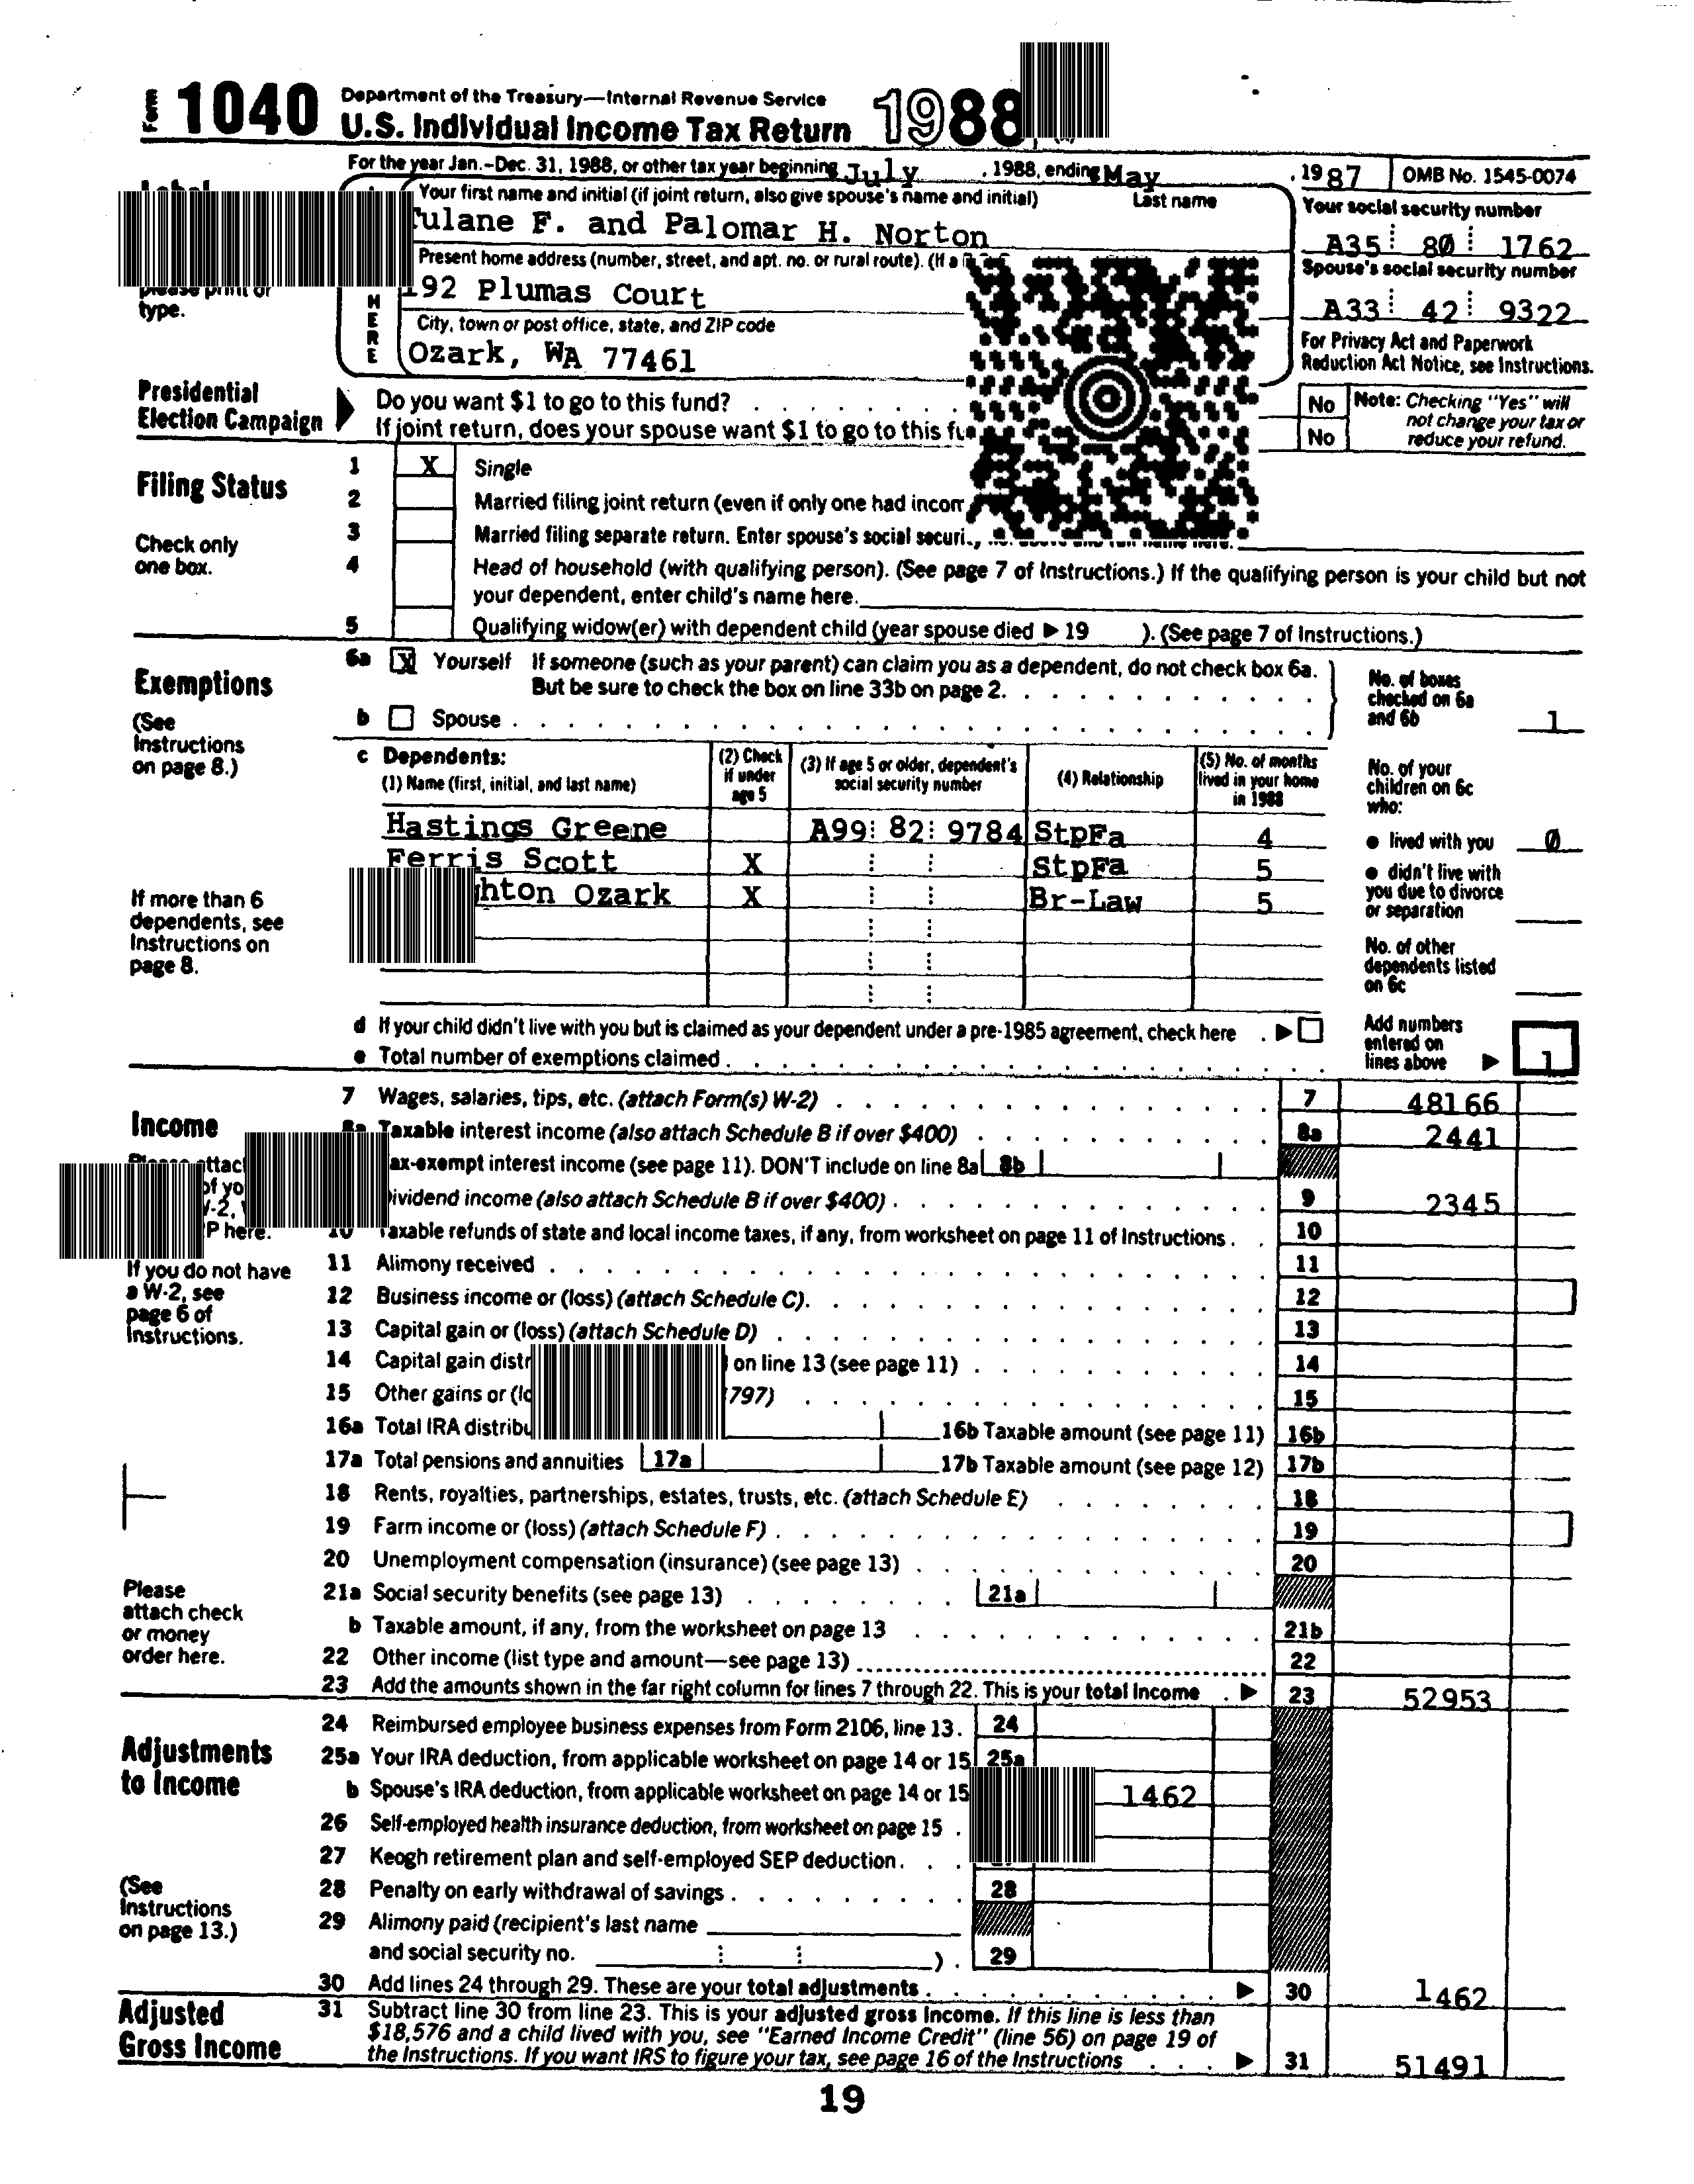 Form 1040 Department of the Treasury—Internal Revenue Service
U.S. Individual Income Tax Return 1988
For the year Jan.-Dec. 31, 1988, or other tax year beginning July , 1988, ending May , 19 87 OMB No. 1545-0074
Your first name and initial (if joint return, also give spouse's name and initial) Last name Your social security number
Tulane F. and Palomar H. Norton A35 80 1762
Present home address (number, street, and apt. no. or rural route). (If a Spouse's social security number
192 Plumas Court A33 42 9322
please print or type.
HERE
City, town or post office, state, and ZIP code
Ozark, WA 77461
For Privacy Act and Paperwork Reduction Act Notice, see Instructions.
Presidential Election Campaign
Do you want $1 to go to this fund? . . . . . . . No
If joint return, does your spouse want $1 to go to this No
Note: Checking "Yes" will not change your tax or reduce your refund.
Filing Status
Check only one box.
1 X Single
2 Married filing joint return (even if only one had
3 Married filing separate return. Enter spouse's social
4 Head of household (with qualifying person). (See page 7 of Instructions.) If the qualifying person is your child but not
your dependent, enter child's name here.
5 Qualifying widow(er) with dependent child (year spouse died ▶ 19 ). (See page 7 of Instructions.)
Exemptions
(See Instructions on page 8.)
6a X Yourself If someone (such as your parent) can claim you as a dependent, do not check box 6a.
But be sure to check the box on line 33b on page 2. . . . . . . . . . . .
b Spouse . . . . . . . . . . . . . . . . . . . .
No. of boxes checked on 6a and 6b 1
c Dependents:
(1) Name (first, initial, and last name) (2) Check if under age 5 (3) If age 5 or older, dependent's social security number (4) Relationship (5) No. of months lived in your home in 1988
Hastings Greene A99 82 9784 StpFa 4
Ferris Scott X StpFa 5
hton Ozark X Br-Law 5
If more than 6 dependents, see Instructions on page 8.
No. of your children on 6c who:
● lived with you 0
● didn't live with you due to divorce or separation
No. of other dependents listed on 6c
d If your child didn't live with you but is claimed as your dependent under a pre-1985 agreement, check here . ▶
e Total number of exemptions claimed . . . . . . . . . . . . . . . .
Add numbers entered on lines above ▶ 1
Income
7 Wages, salaries, tips, etc. (attach Form(s) W-2) . . . . . . . . . . . . 7 48166
8a Taxable interest income (also attach Schedule B if over $400) . . . . . . . . 8a 2441
Tax-exempt interest income (see page 11). DON'T include on line 8a 8b
Dividend income (also attach Schedule B if over $400) . . . . . . . . . . 9 2345
10 Taxable refunds of state and local income taxes, if any, from worksheet on page 11 of Instructions . . 10
11 Alimony received . . . . . . . . . . . . . . . . . . . 11
12 Business income or (loss) (attach Schedule C). . . . . . . . . . . . . 12
13 Capital gain or (loss) (attach Schedule D) . . . . . . . . . . . . . 13
14 Capital gain on line 13 (see page 11) . . . . . . . . 14
15 Other gains or 797) . . . . . . . . . . . . 15
16a Total IRA 16b Taxable amount (see page 11) 16b
17a Total pensions and annuities 17a 17b Taxable amount (see page 12) 17b
18 Rents, royalties, partnerships, estates, trusts, etc. (attach Schedule E) . . . . . . . 18
19 Farm income or (loss) (attach Schedule F) . . . . . . . . . . . . . 19
20 Unemployment compensation (insurance) (see page 13) . . . . . . . . . . 20
21a Social security benefits (see page 13) . . . . . . . 21a
b Taxable amount, if any, from the worksheet on page 13 . . . . . . . . . . 21b
22 Other income (list type and amount—see page 13) 22
23 Add the amounts shown in the far right column for lines 7 through 22. This is your total income . ▶ 23 52953
P here.
If you do not have a W-2, see page 6 of Instructions.
Please attach check or money order here.
Adjustments to Income
(See Instructions on page 13.)
24 Reimbursed employee business expenses from Form 2106, line 13. 24
25a Your IRA deduction, from applicable worksheet on page 14 or 15 25a
b Spouse's IRA deduction, from applicable worksheet on page 14 or 15 1462
26 Self-employed health insurance deduction, from worksheet on page 15 .
27 Keogh retirement plan and self-employed SEP deduction. . .
28 Penalty on early withdrawal of savings . . . . . . . . 28
29 Alimony paid (recipient's last name
and social security no. ) . 29
30 Add lines 24 through 29. These are your total adjustments . . . . . . . . . ▶ 30 1462
Adjusted Gross Income
31 Subtract line 30 from line 23. This is your adjusted gross income. If this line is less than
$18,576 and a child lived with you, see "Earned Income Credit" (line 56) on page 19 of
the Instructions. If you want IRS to figure your tax, see page 16 of the Instructions . . . ▶ 31 51491
19